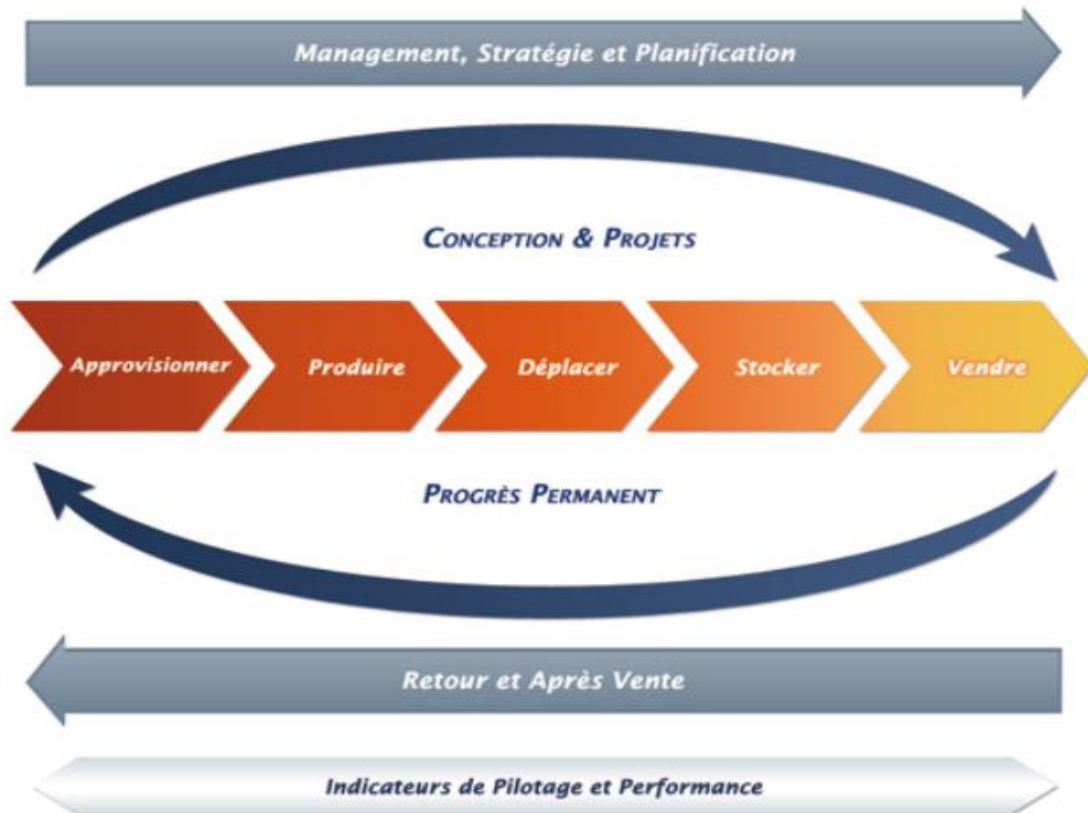 Management, Stratégie et Planification
CONCEPTION & PROJETS
Approvisionner
Produire
Déplacer
Stocker
Vendre
PROGRÈS PERMANENT
Retour et Après Vente
Indicateurs de Pilotage et Performance